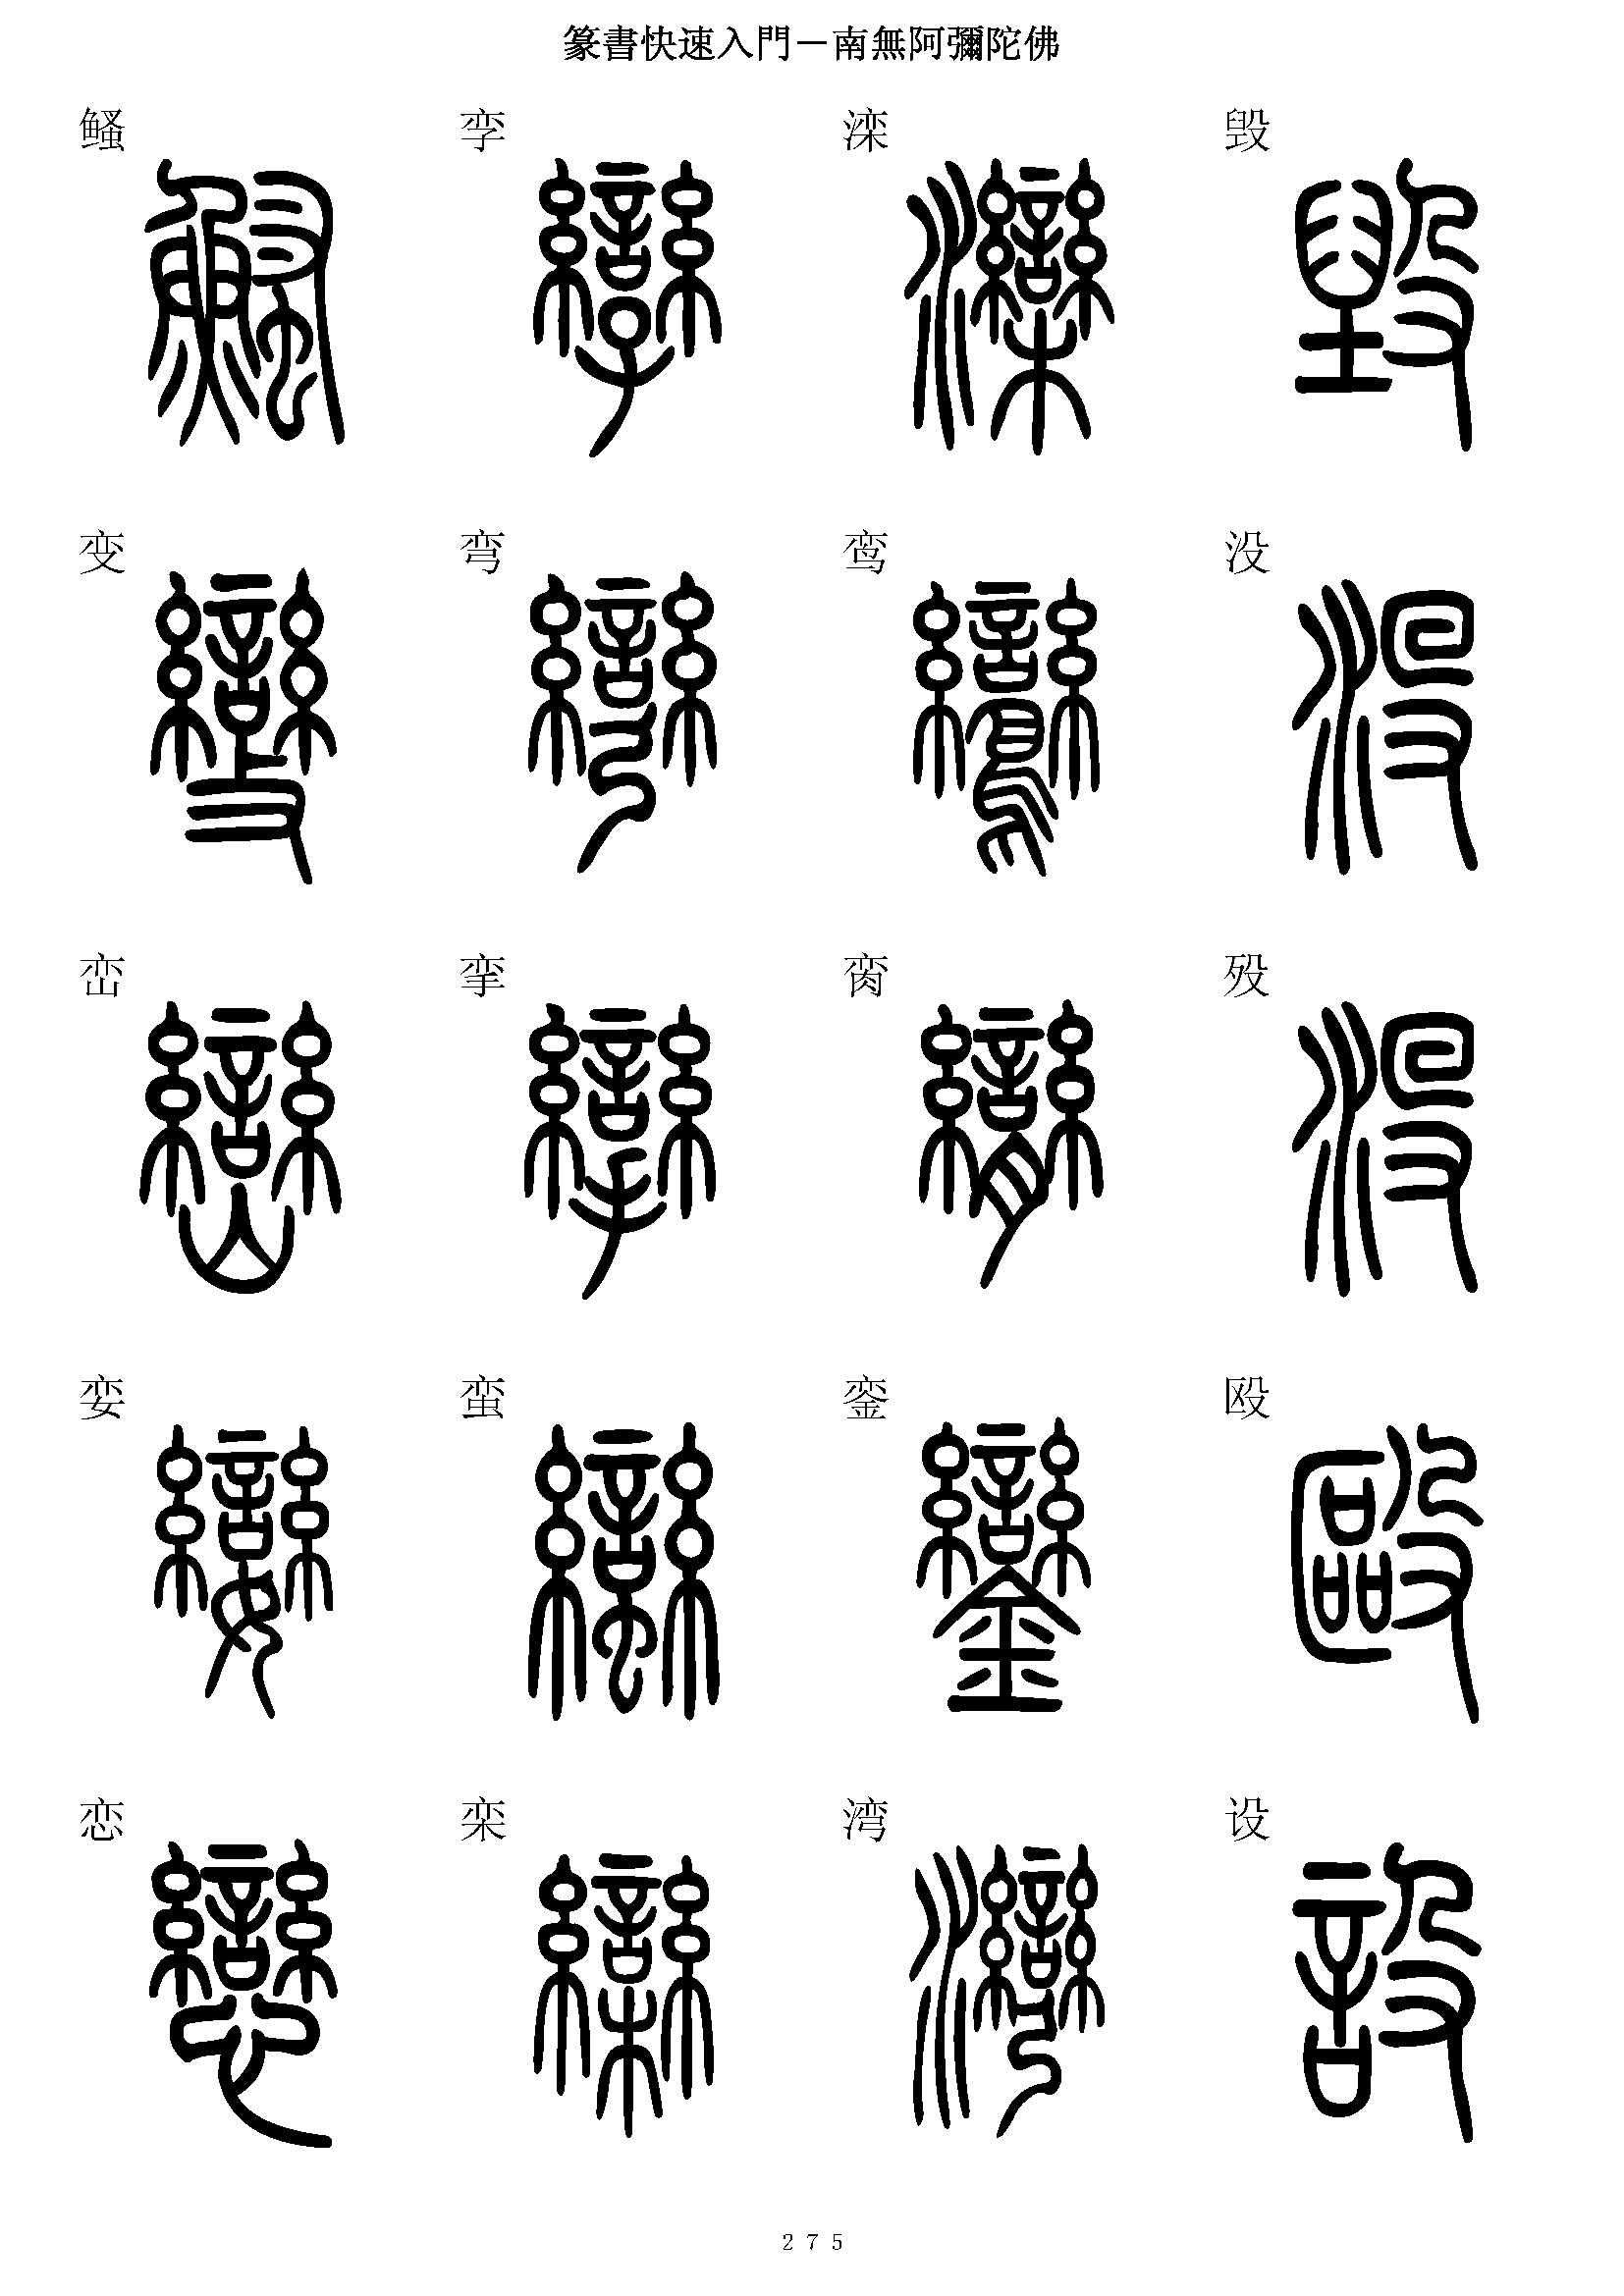 篆書快速入門－南無阿彌陀佛
鳋 孪 滦 毁
变 弯 鸾 没
峦 挛 脔 殁
娈 蛮 銮 殴
恋 栾 湾 设
275